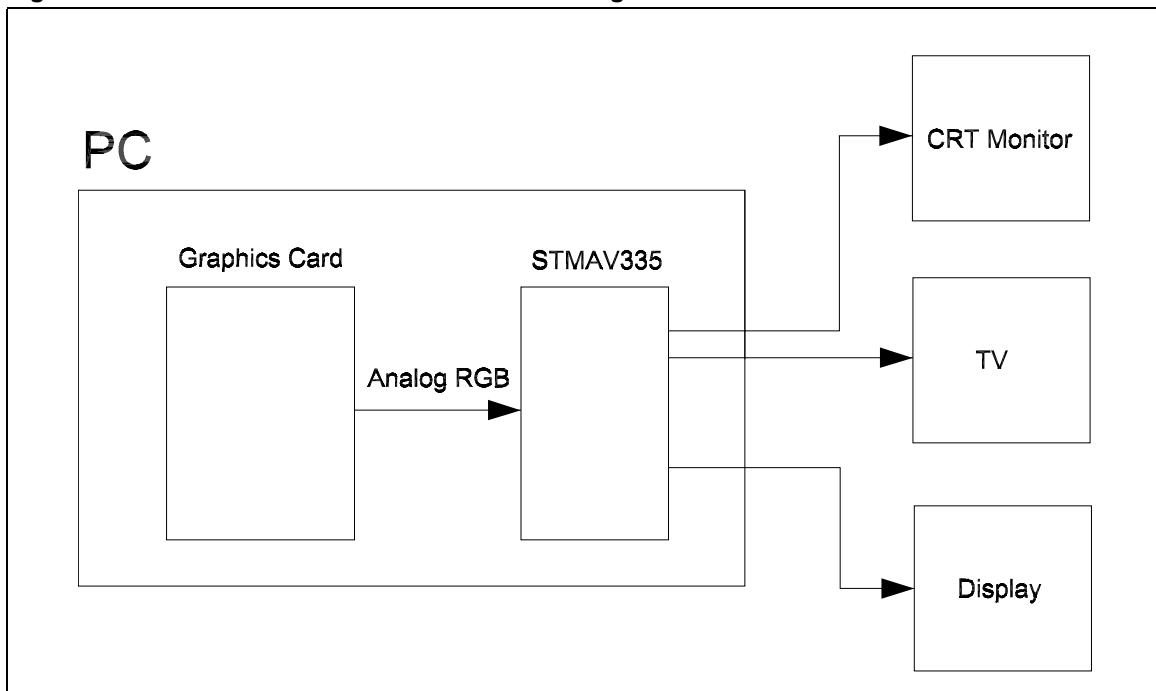 PC
Graphics Card
STMAV335
Analog RGB
CRT Monitor
TV
Display